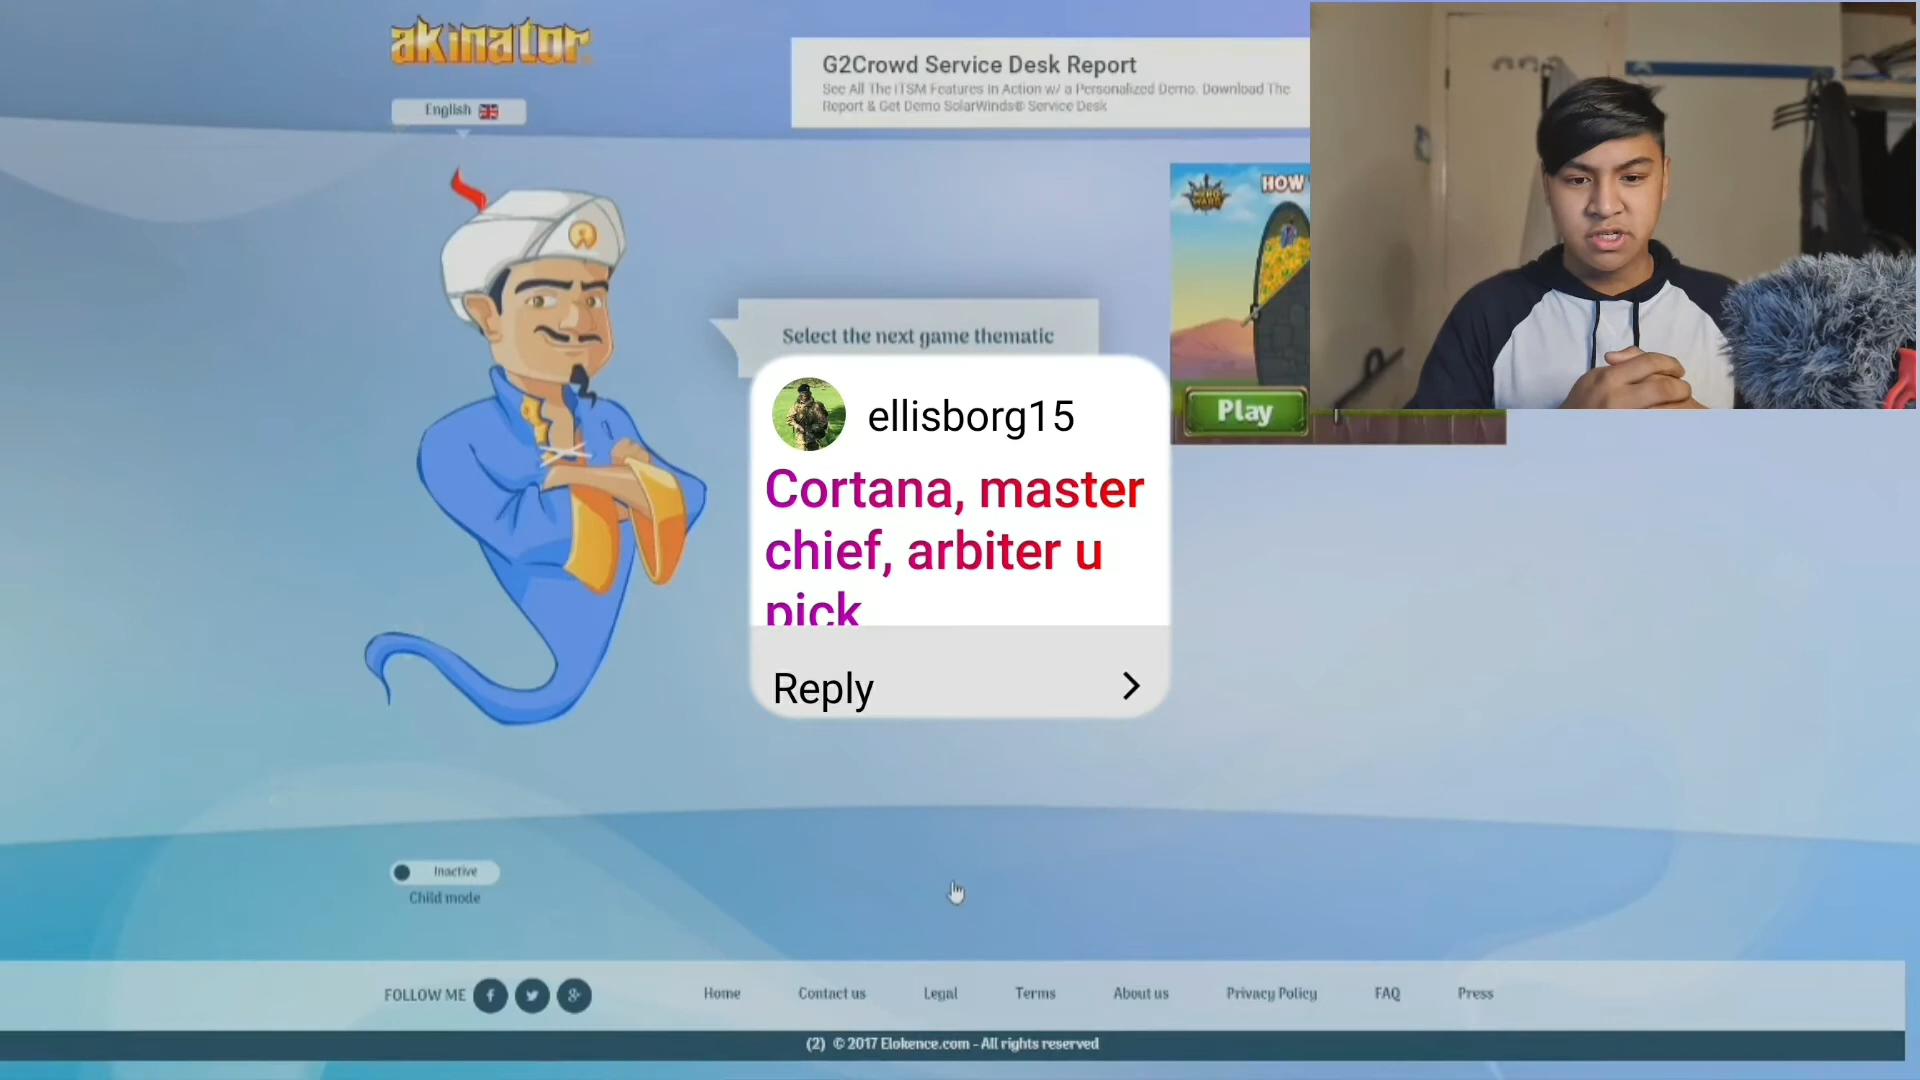 akinator
G2Crowd Service Desk Report
See All The ITSM Features In Action w/ a Personalized Demo. Download The
Report & Get Demo SolarWinds® Service Desk
English
HERO WARS
HOW
Select the next game thematic
Play
ellisborg15
Cortana, master
chief, arbiter u
pick
Reply
Inactive
Child mode
FOLLOW ME
Home
Contact us
Legal
Terms
About us
Privacy Policy
FAQ
Press
(2) © 2017 Elokence.com - All rights reserved